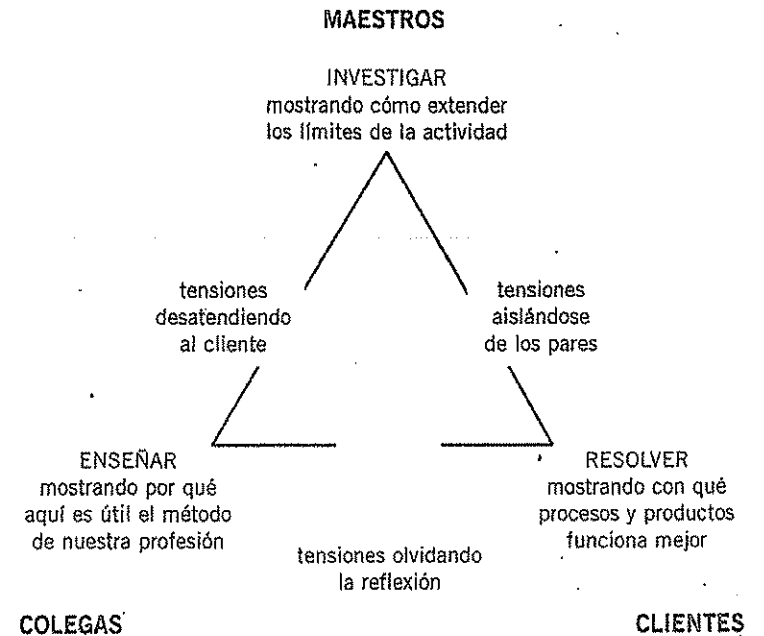 MAESTROS
INVESTIGAR
mostrando cómo extender
los límites de la actividad
tensiones
desatendiendo
al cliente
tensiones
aislándose
de los pares
ENSEÑAR
mostrando por qué
aquí es útil el método
de nuestra profesión
RESOLVER
mostrando con qué
procesos y productos
funciona mejor
tensiones olvidando
la reflexión
COLEGAS
CLIENTES